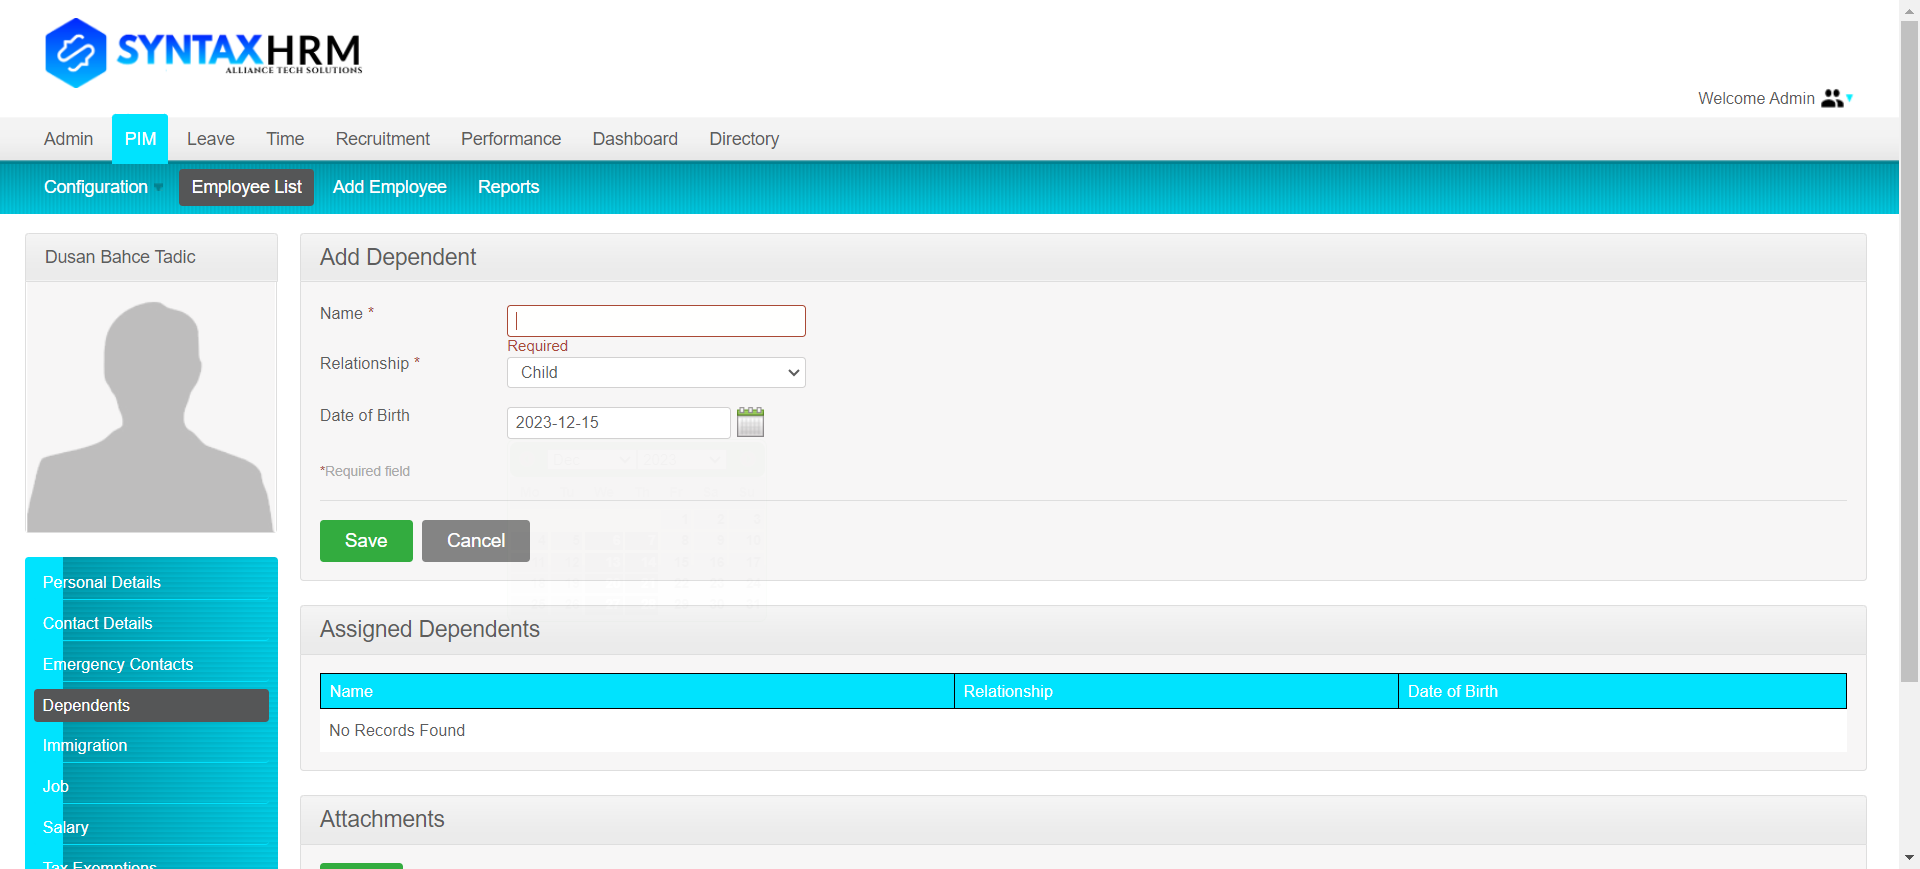 SYNTAXHRM
ALLIANCE TECH SOLUTIONS
Welcome Admin
Admin PIM Leave Time Recruitment Performance Dashboard Directory
Configuration Employee List Add Employee Reports
Dusan Bahce Tadic
Add Dependent
Name *
Required
Relationship *
Child
Date of Birth
2023-12-15
*Required field
Save Cancel
Personal Details
Contact Details
Emergency Contacts
Dependents
Immigration
Job
Salary
Tax Exemptions
Assigned Dependents
Name Relationship Date of Birth
No Records Found
Attachments